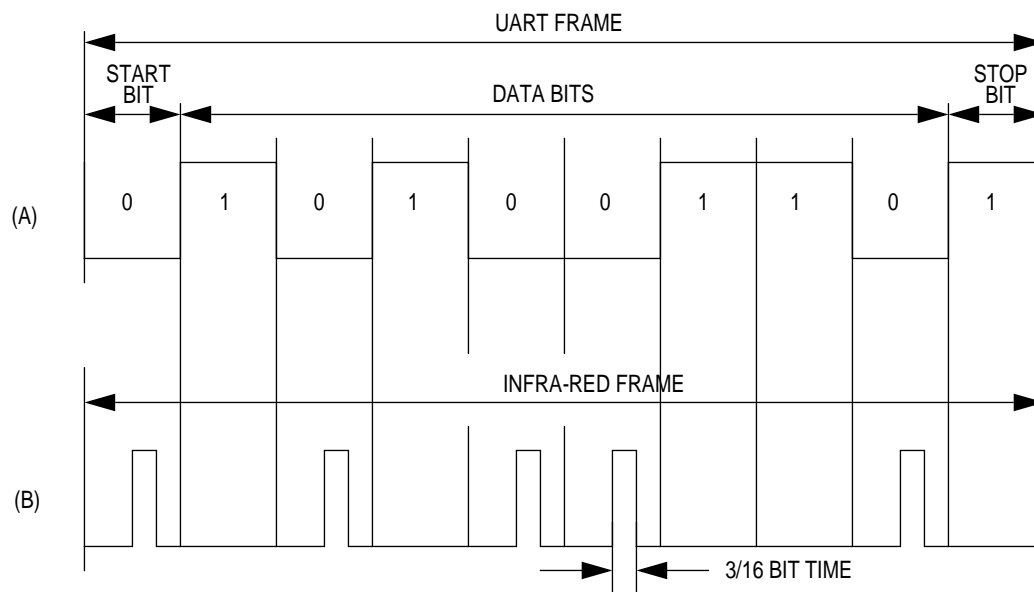 UART FRAME
START
BIT
DATA BITS
STOP
BIT
(A)
0 1 0 1 0 0 1 1 0 1
INFRA-RED FRAME
(B)
3/16 BIT TIME